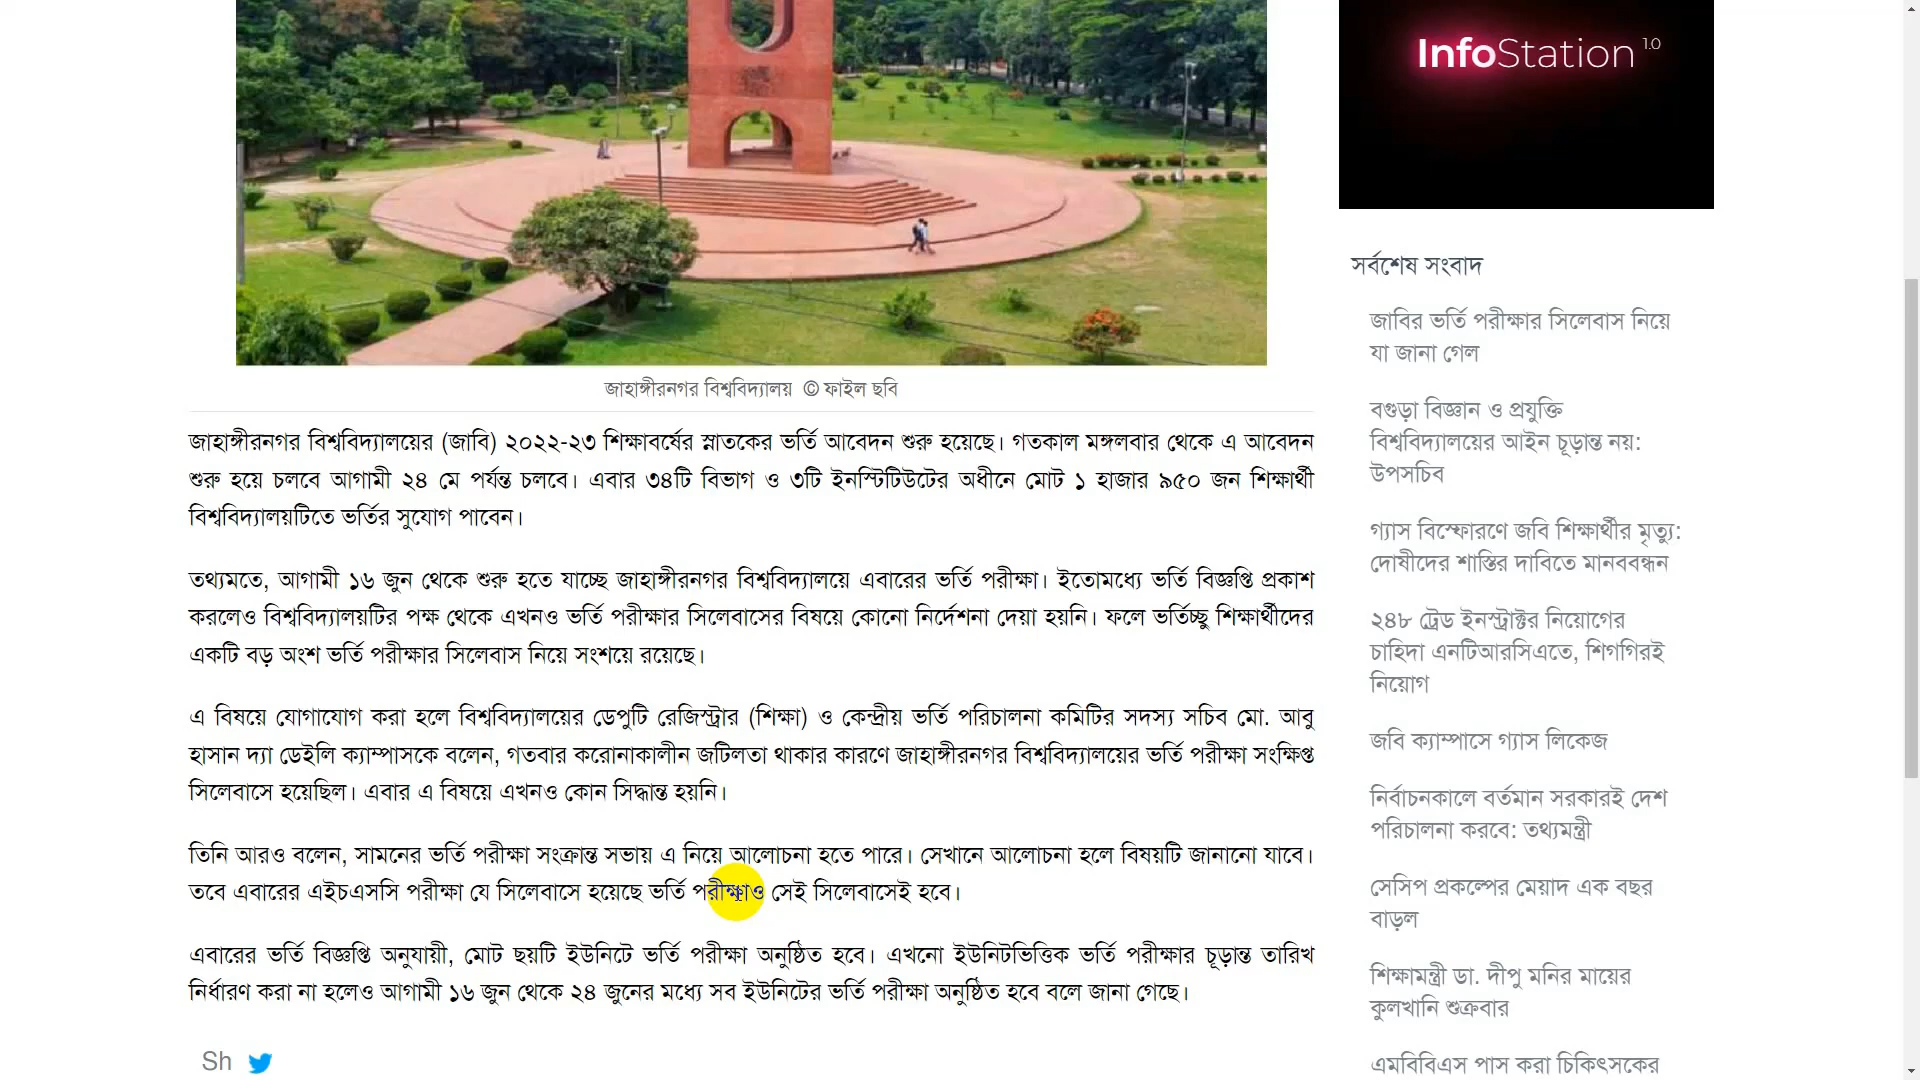 InfoStation 1.0
জাহাঙ্গীরনগর বিশ্ববিদ্যালয় © ফাইল ছবি
জাহাঙ্গীরনগর বিশ্ববিদ্যালয়ের (জাবি) ২০২২-২৩ শিক্ষাবর্ষের স্নাতকের ভর্তি আবেদন শুরু হয়েছে। গতকাল মঙ্গলবার থেকে এ আবেদন
শুরু হয়ে চলবে আগামী ২৪ মে পর্যন্ত চলবে। এবার ৩৪টি বিভাগ ও ৩টি ইনস্টিটিউটের অধীনে মোট ১ হাজার ৯৫০ জন শিক্ষার্থী
বিশ্ববিদ্যালয়টিতে ভর্তির সুযোগ পাবেন।
তথ্যমতে, আগামী ১৬ জুন থেকে শুরু হতে যাচ্ছে জাহাঙ্গীরনগর বিশ্ববিদ্যালয়ে এবারের ভর্তি পরীক্ষা। ইতোমধ্যে ভর্তি বিজ্ঞপ্তি প্রকাশ
করলেও বিশ্ববিদ্যালয়টির পক্ষ থেকে এখনও ভর্তি পরীক্ষার সিলেবাসের বিষয়ে কোনো নির্দেশনা দেয়া হয়নি। ফলে ভর্তিচ্ছু শিক্ষার্থীদের
একটি বড় অংশ ভর্তি পরীক্ষার সিলেবাস নিয়ে সংশয়ে রয়েছে।
এ বিষয়ে যোগাযোগ করা হলে বিশ্ববিদ্যালয়ের ডেপুটি রেজিস্ট্রার (শিক্ষা) ও কেন্দ্রীয় ভর্তি পরিচালনা কমিটির সদস্য সচিব মো. আবু
হাসান দ্যা ডেইলি ক্যাম্পাসকে বলেন, গতবার করোনাকালীন জটিলতা থাকার কারণে জাহাঙ্গীরনগর বিশ্ববিদ্যালয়ের ভর্তি পরীক্ষা সংক্ষিপ্ত
সিলেবাসে হয়েছিল। এবার এ বিষয়ে এখনও কোন সিদ্ধান্ত হয়নি।
তিনি আরও বলেন, সামনের ভর্তি পরীক্ষা সংক্রান্ত সভায় এ নিয়ে আলোচনা হতে পারে। সেখানে আলোচনা হলে বিষয়টি জানানো যাবে।
তবে এবারের এইচএসসি পরীক্ষা যে সিলেবাসে হয়েছে ভর্তি পরীক্ষাও সেই সিলেবাসেই হবে।
এবারের ভর্তি বিজ্ঞপ্তি অনুযায়ী, মোট ছয়টি ইউনিটে ভর্তি পরীক্ষা অনুষ্ঠিত হবে। এখনো ইউনিটভিত্তিক ভর্তি পরীক্ষার চূড়ান্ত তারিখ
নির্ধারণ করা না হলেও আগামী ১৬ জুন থেকে ২৪ জুনের মধ্যে সব ইউনিটের ভর্তি পরীক্ষা অনুষ্ঠিত হবে বলে জানা গেছে।
Sh
সর্বশেষ সংবাদ
জাবির ভর্তি পরীক্ষার সিলেবাস নিয়ে
যা জানা গেল
বগুড়া বিজ্ঞান ও প্রযুক্তি
বিশ্ববিদ্যালয়ের আইন চূড়ান্ত নয়:
উপসচিব
গ্যাস বিস্ফোরণে জবি শিক্ষার্থীর মৃত্যু:
দোষীদের শাস্তির দাবিতে মানববন্ধন
২৪৮ ট্রেড ইনস্ট্রাক্টর নিয়োগের
চাহিদা এনটিআরসিএতে, শিগগিরই
নিয়োগ
জবি ক্যাম্পাসে গ্যাস লিকেজ
নির্বাচনকালে বর্তমান সরকারই দেশ
পরিচালনা করবে: তথ্যমন্ত্রী
সেসিপ প্রকল্পের মেয়াদ এক বছর
বাড়ল
শিক্ষামন্ত্রী ডা. দীপু মনির মায়ের
কুলখানি শুক্রবার
এমবিবিএস পাস করা চিকিৎসকের